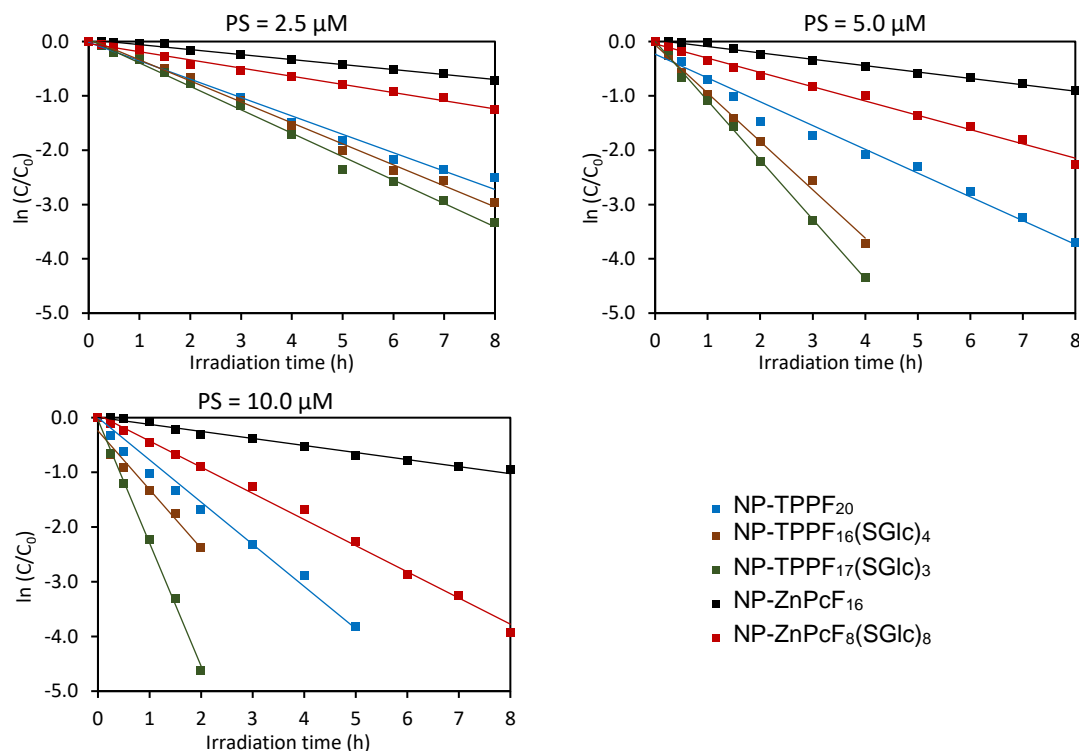 PS = 2.5 µM
0.0
-1.0
-2.0
-3.0
-4.0
-5.0
ln (C/C₀)
0 1 2 3 4 5 6 7 8
Irradiation time (h)
PS = 5.0 µM
0.0
-1.0
-2.0
-3.0
-4.0
-5.0
ln (C/C₀)
0 1 2 3 4 5 6 7 8
Irradiation time (h)
PS = 10.0 µM
0.0
-1.0
-2.0
-3.0
-4.0
-5.0
ln (C/C₀)
0 1 2 3 4 5 6 7 8
Irradiation time (h)
NP-TPPF₂₀
NP-TPPF₁₆(SGlc)₄
NP-TPPF₁₇(SGlc)₃
NP-ZnPcF₁₆
NP-ZnPcF₈(SGlc)₈